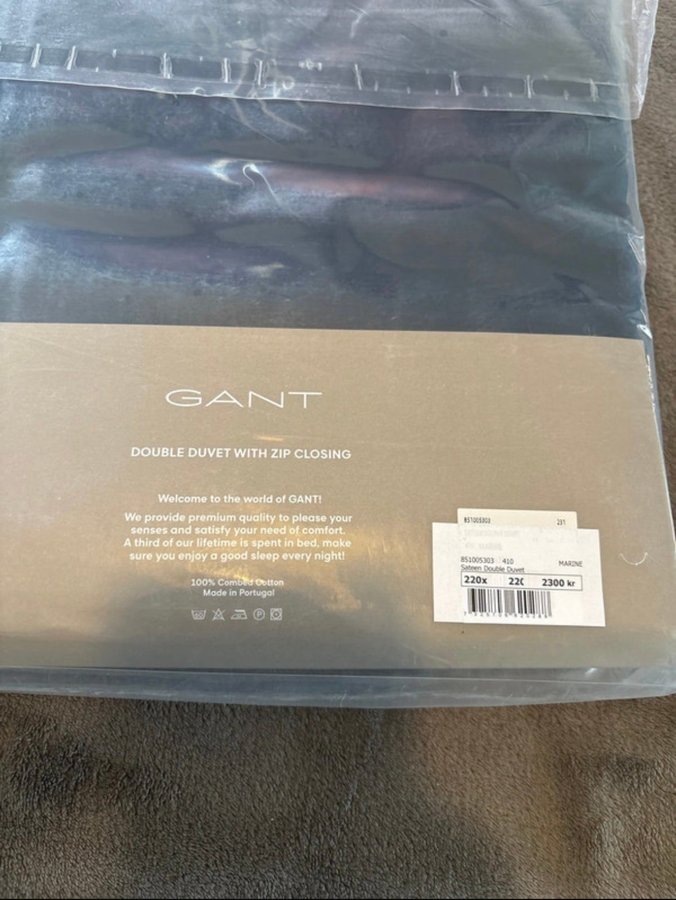 GANT
DOUBLE DUVET WITH ZIP CLOSING
Welcome to the world of GANT!
We provide premium quality to please your
senses and satisfy your need of comfort.
A third of our lifetime is spent in bed, make
sure you enjoy a good sleep every night!
100% Combed Cotton
Made in Portugal
851005303 231
851005303 410 MARINE
Sateen Double Duvet
220x 220 2300 kr